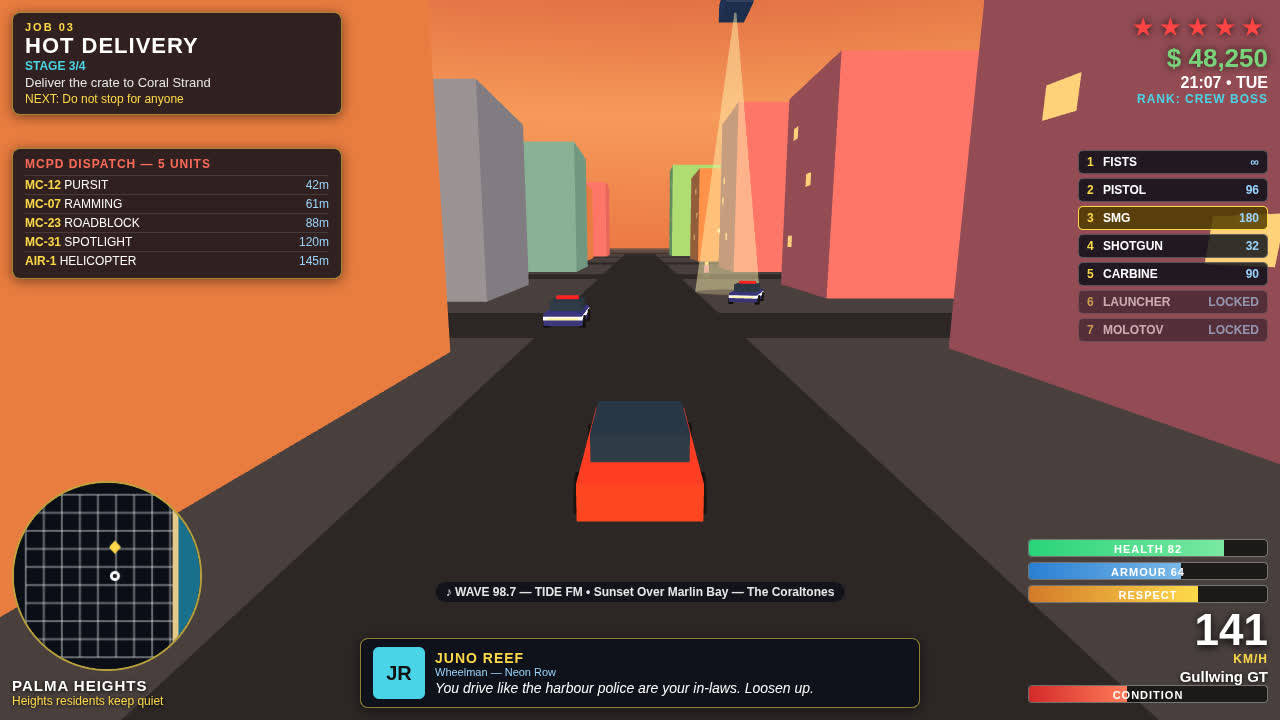 JOB 03
HOT DELIVERY
STAGE 3/4
Deliver the crate to Coral Strand
NEXT: Do not stop for anyone
MCPD DISPATCH — 5 UNITS
MC-12 PURSIT 42m
MC-07 RAMMING 61m
MC-23 ROADBLOCK 88m
MC-31 SPOTLIGHT 120m
AIR-1 HELICOPTER 145m
★ ★ ★ ★ ★
$ 48,250
21:07 • TUE
RANK: CREW BOSS
1 FISTS ∞
2 PISTOL 96
3 SMG 180
4 SHOTGUN 32
5 CARBINE 90
6 LAUNCHER LOCKED
7 MOLOTOV LOCKED
PALMA HEIGHTS
Heights residents keep quiet
♪ WAVE 98.7 — TIDE FM • Sunset Over Marlin Bay — The Coraltones
JR
JUNO REEF
Wheelman — Neon Row
You drive like the harbour police are your in-laws. Loosen up.
HEALTH 82
ARMOUR 64
RESPECT
141
KM/H
Gullwing GT
CONDITION